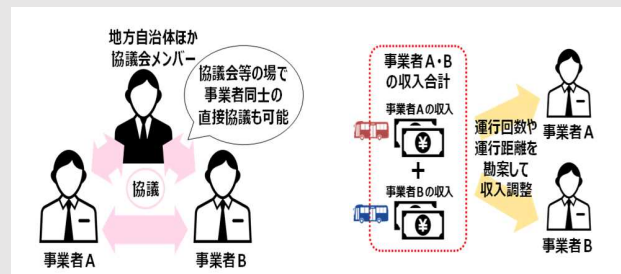 地方自治体ほか
協議会メンバー
協議会等の場で
事業者同士の
直接協議も可能
協議
事業者A
事業者B
事業者A・B
の収入合計
事業者Aの収入
¥
+
事業者Bの収入
¥
運行回数や
運行距離を
勘案して
収入調整
事業者A
事業者B